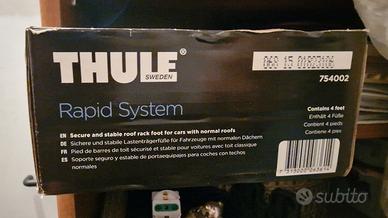 THULE®
SWEDEN
068 15 01823106
754002
Rapid System
Contains 4 feet
Enthält 4 Füße
Contient 4 pieds
Contiene 4 pies
EN Secure and stable roof rack foot for cars with normal roofs
DE Sichere und stabile Lastenträgerfüße für Fahrzeuge mit normalen Dächern
FR Pied de barres de toit sécurisé et stable pour voitures avec toit classique
ES Soporte seguro y estable de portaequipajes para coches con techos
normales
subito